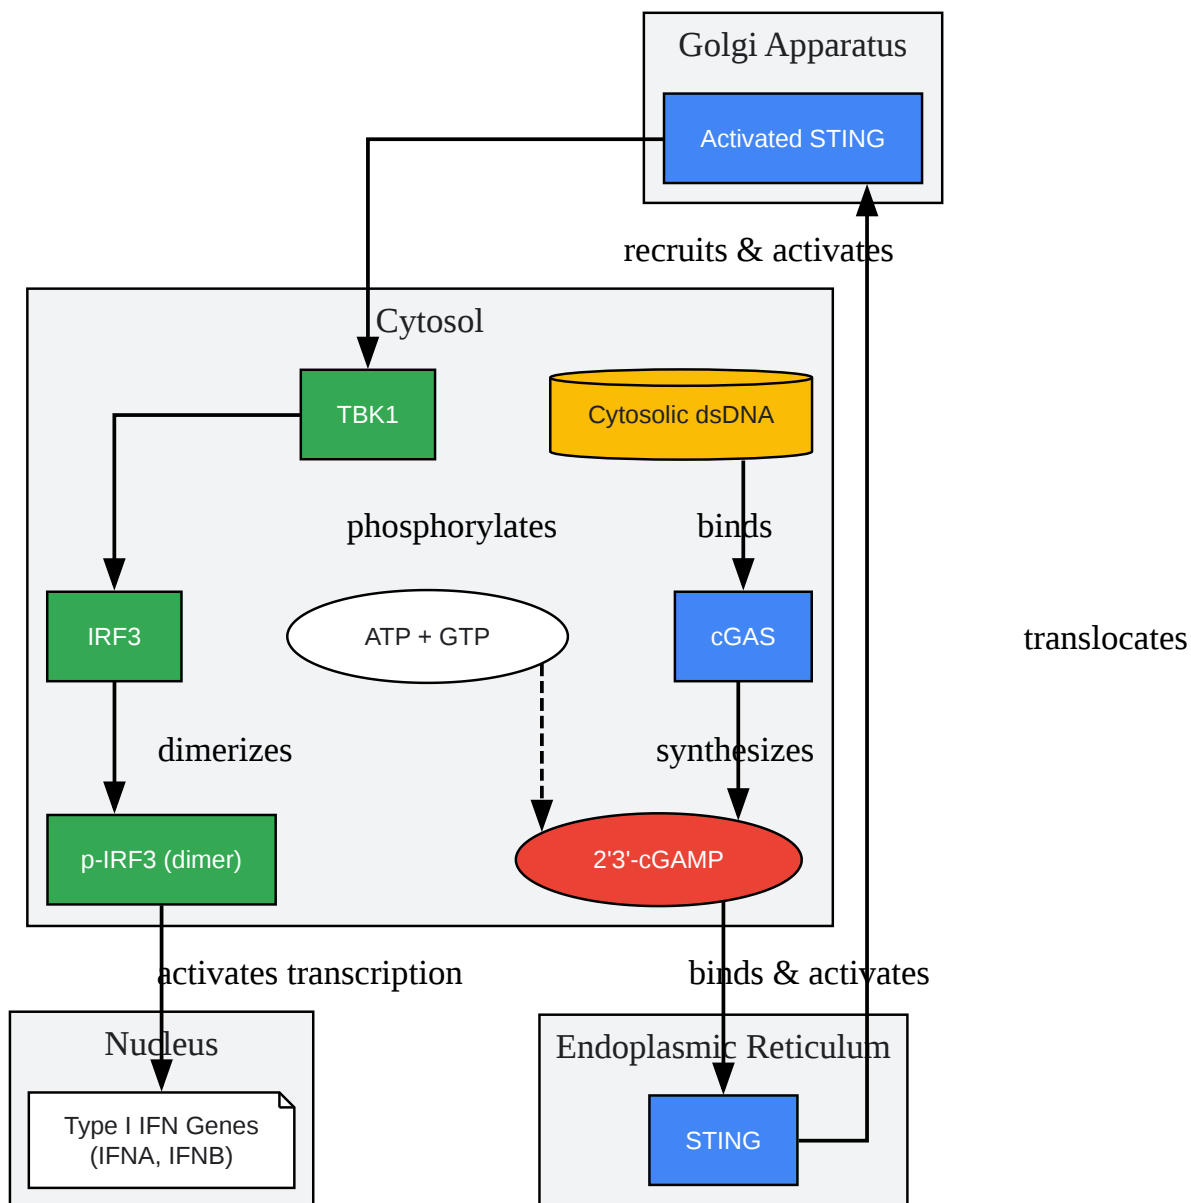 Golgi Apparatus
Activated STING
recruits & activates
Cytosol
TBK1
Cytosolic dsDNA
phosphorylates
binds
IRF3
ATP + GTP
cGAS
translocates
dimerizes
synthesizes
p-IRF3 (dimer)
2'3'-cGAMP
activates transcription
binds & activates
Nucleus
Endoplasmic Reticulum
Type I IFN Genes
(IFNA, IFNB)
STING